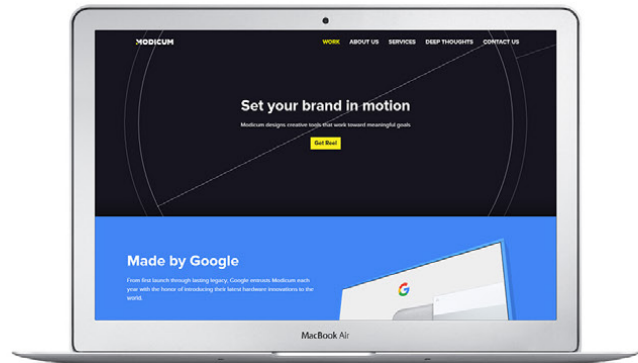 MODICUM
WORK ABOUT US SERVICES DEEP THOUGHTS CONTACT US
Set your brand in motion
Modicum designs creative tools that work toward meaningful goals
Get Reel
Made by Google
From first launch through lasting legacy, Google entrusts Modicum each
year with the honor of introducing their latest hardware innovations to the
world.
G
MacBook Air